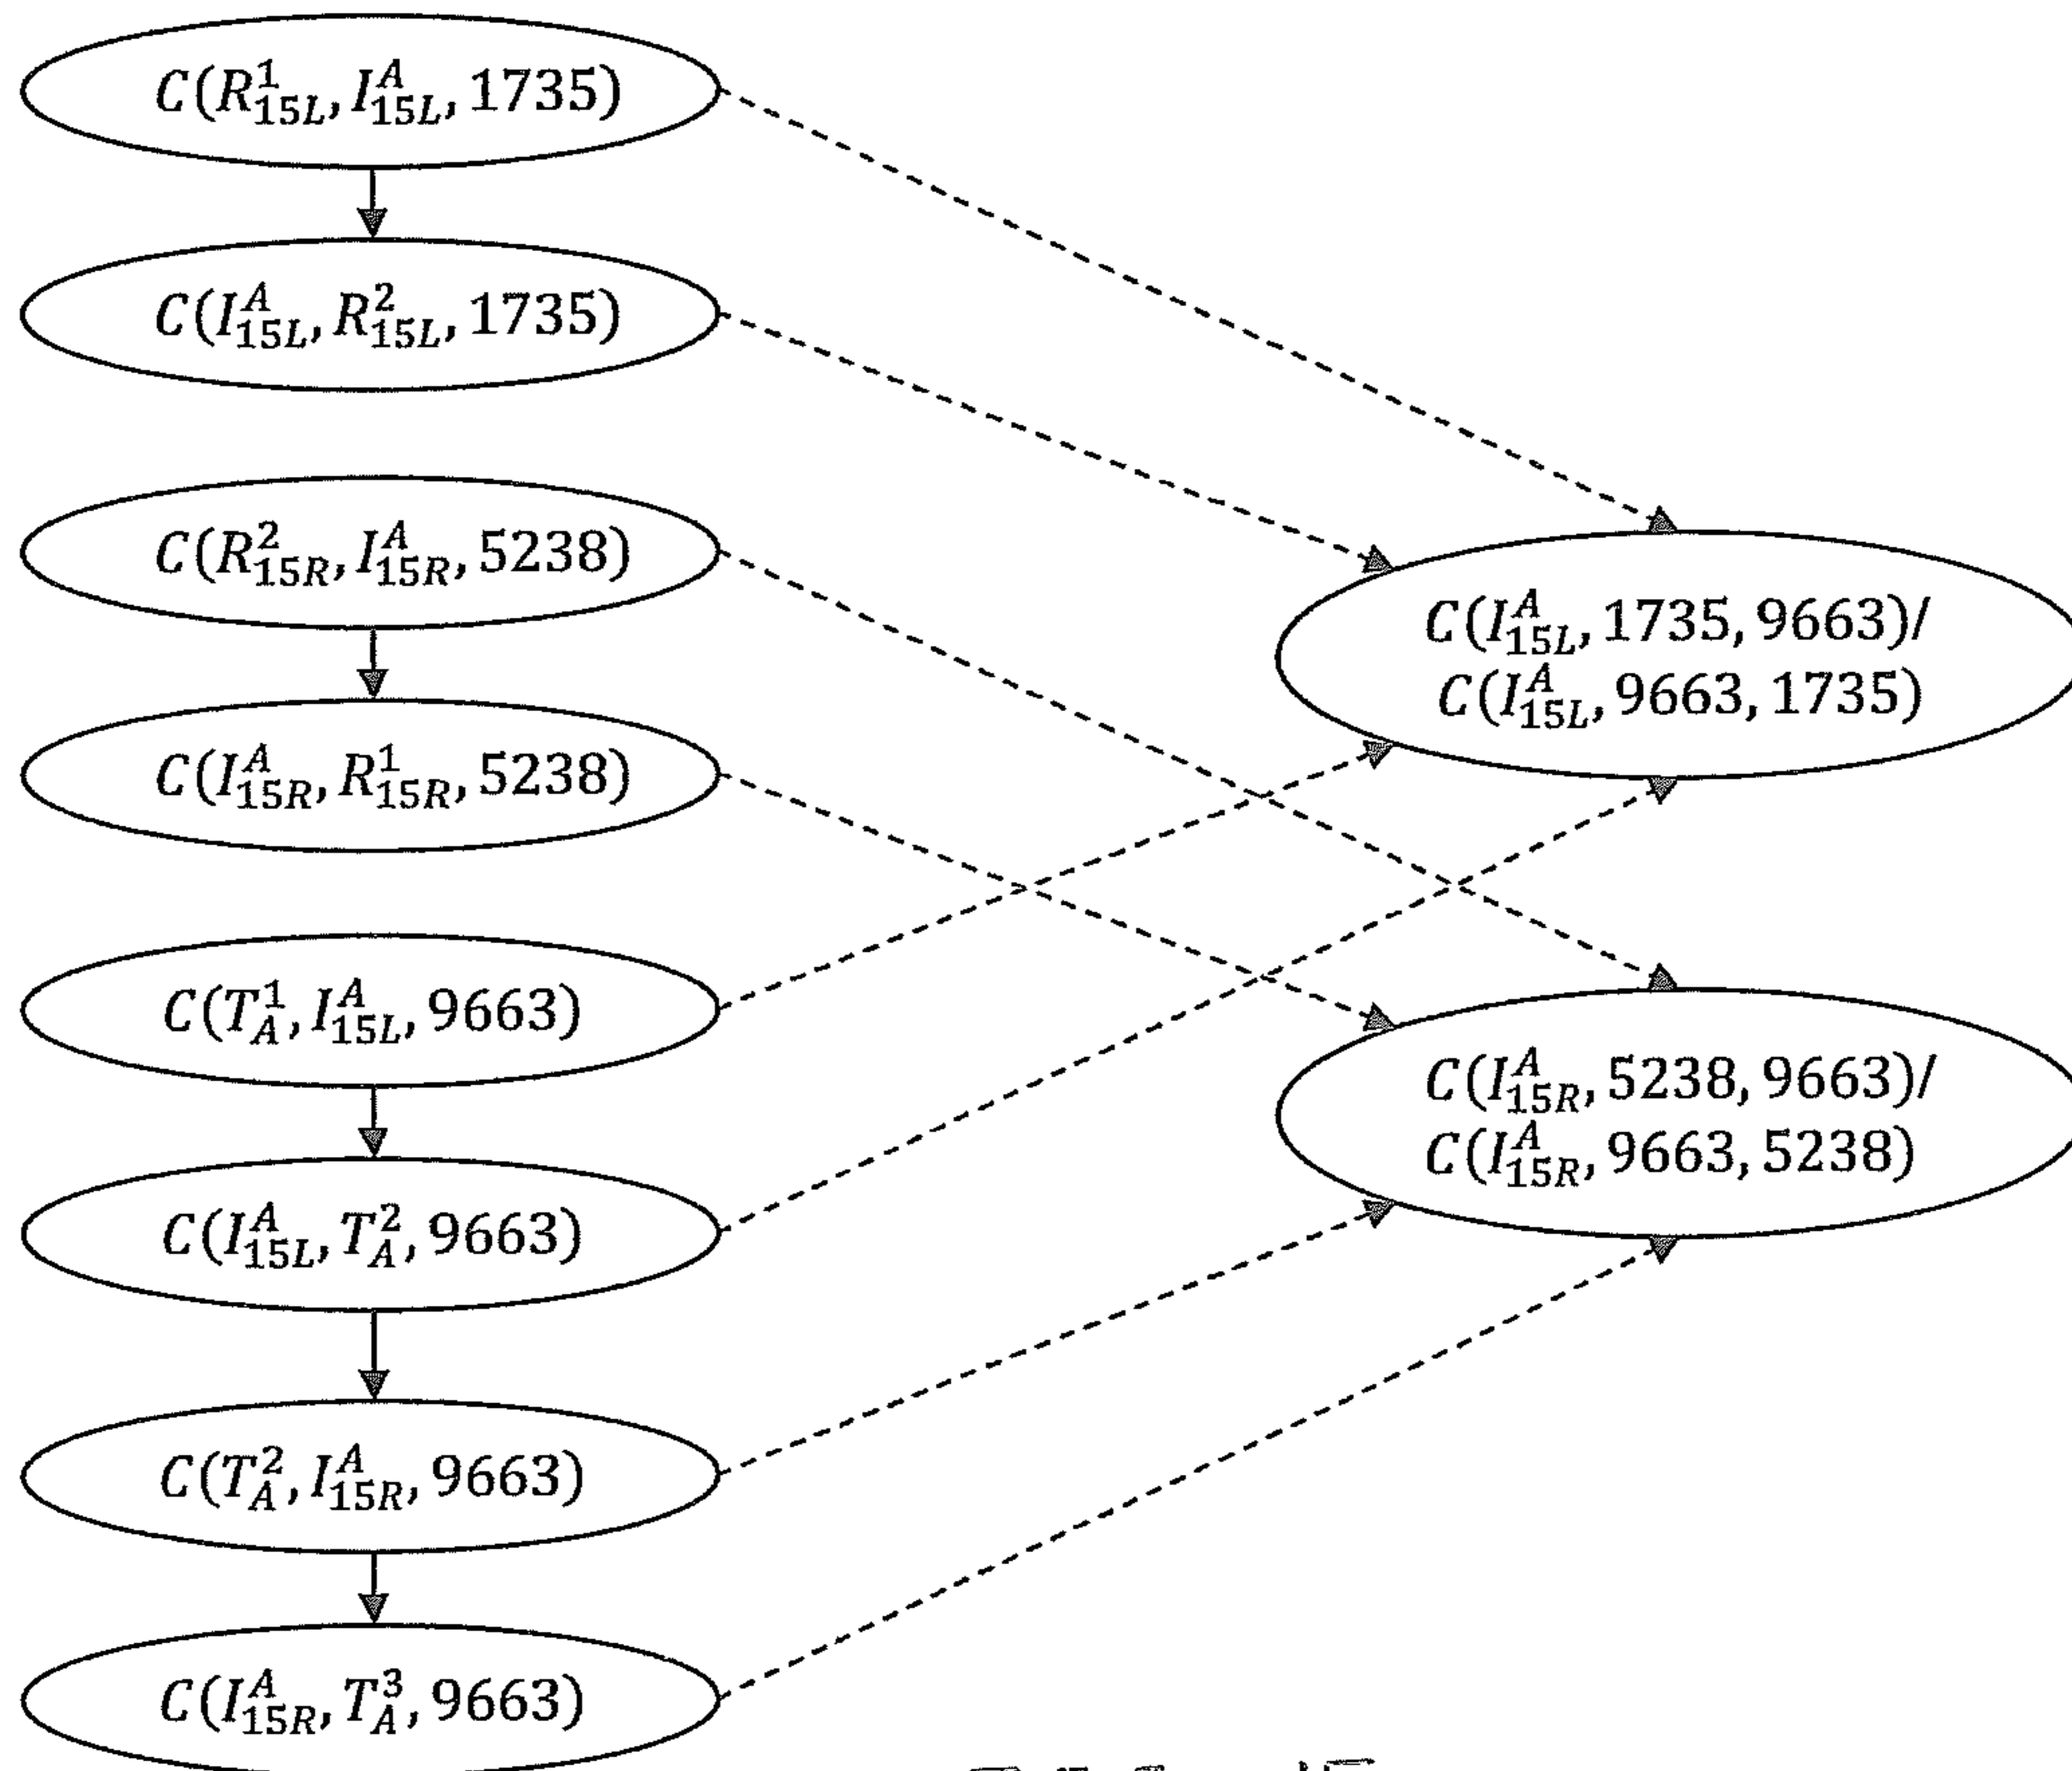 C(R^1_{15L}, I^A_{15L}, 1735)
C(I^A_{15L}, R^2_{15L}, 1735)
C(R^2_{15R}, I^A_{15R}, 5238)
C(I^A_{15R}, R^1_{15R}, 5238)
C(T^1_A, I^A_{15L}, 9663)
C(I^A_{15L}, T^2_A, 9663)
C(T^2_A, I^A_{15R}, 9663)
C(I^A_{15R}, T^3_A, 9663)
C(I^A_{15L}, 1735, 9663)/
C(I^A_{15L}, 9663, 1735)
C(I^A_{15R}, 5238, 9663)/
C(I^A_{15R}, 9663, 5238)